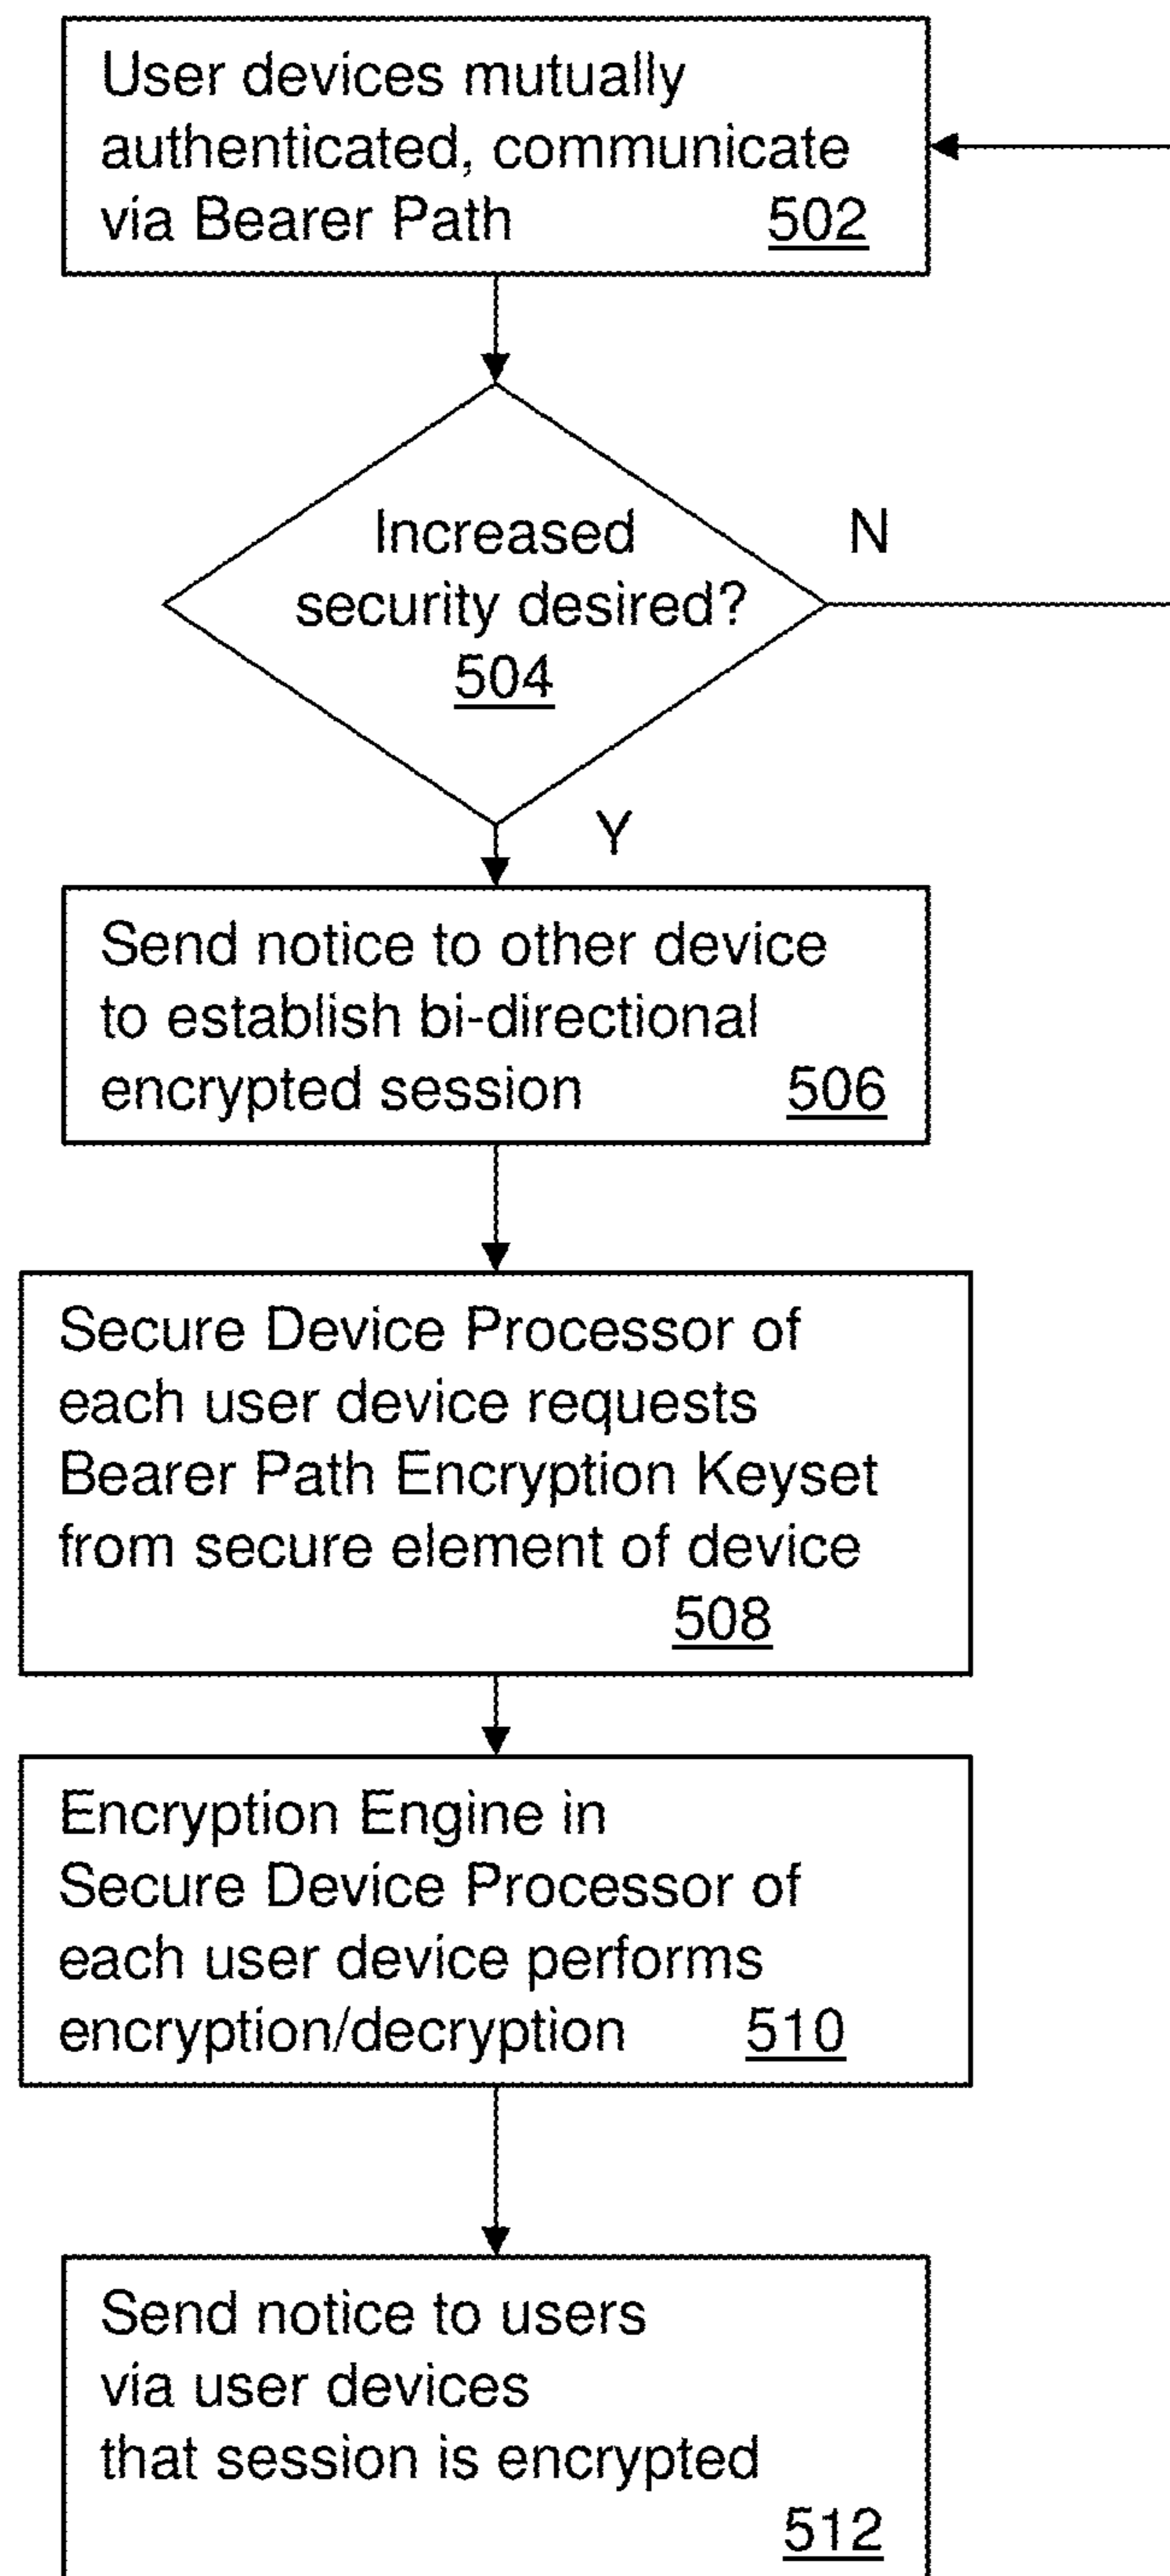 User devices mutually
authenticated, communicate
via Bearer Path 502
Increased
security desired?
504
N
Y
Send notice to other device
to establish bi-directional
encrypted session 506
Secure Device Processor of
each user device requests
Bearer Path Encryption Keyset
from secure element of device
508
Encryption Engine in
Secure Device Processor of
each user device performs
encryption/decryption 510
Send notice to users
via user devices
that session is encrypted
512